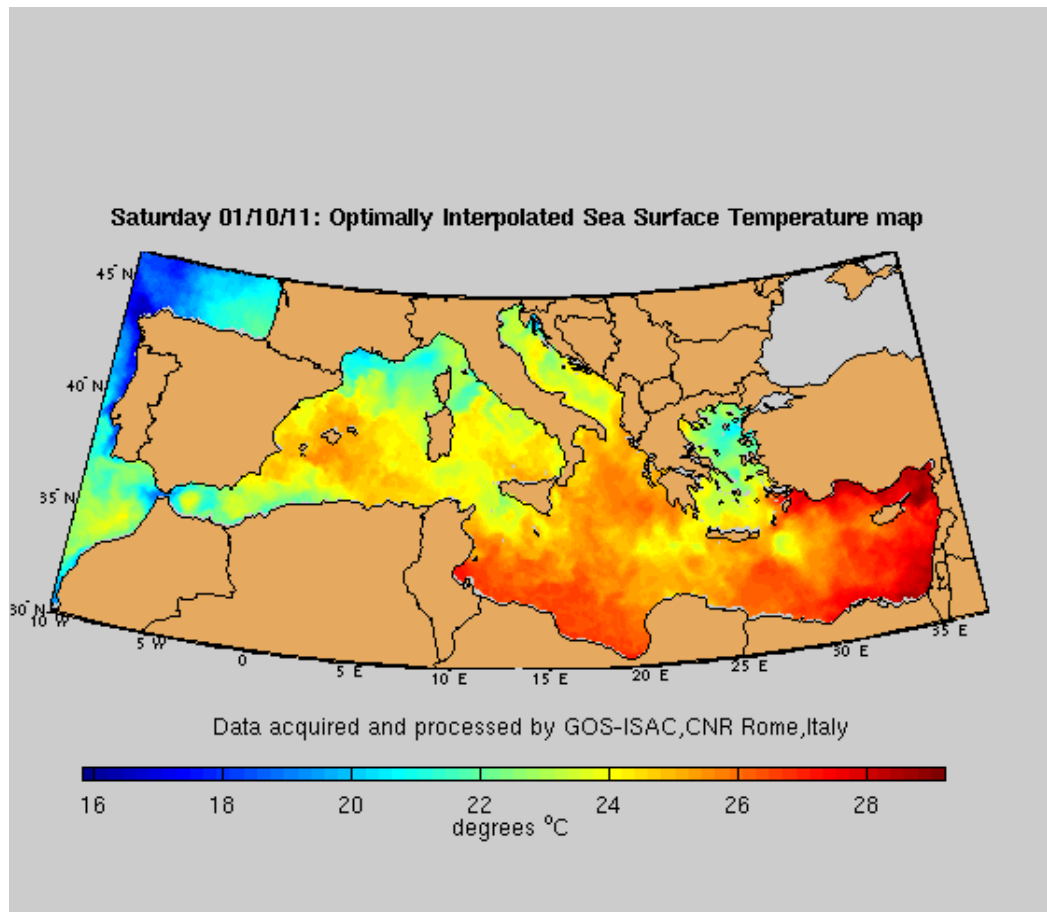 Saturday 01/10/11: Optimally Interpolated Sea Surface Temperature map
45° N
40° N
35° N
30° N
10° W
5° W
0°
5° E
10° E
15° E
20° E
25° E
30° E
35° E
Data acquired and processed by GOS-ISAC,CNR Rome,Italy
16 18 20 22 24 26 28
degrees °C